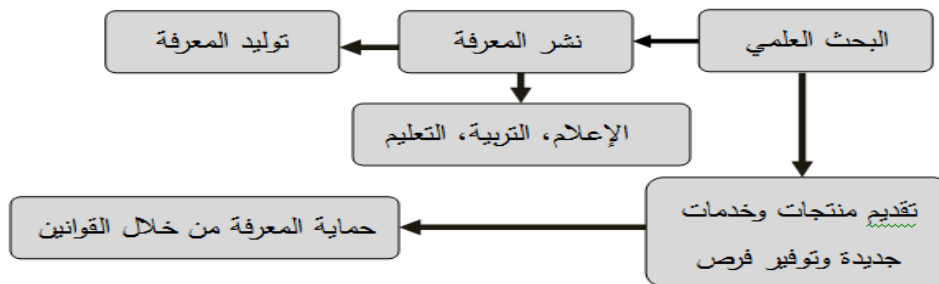 البحث العلمي
نشر المعرفة
توليد المعرفة
الإعلام، التربية، التعليم
تقديم منتجات وخدمات
جديدة وتوفير فرص
حماية المعرفة من خلال القوانين